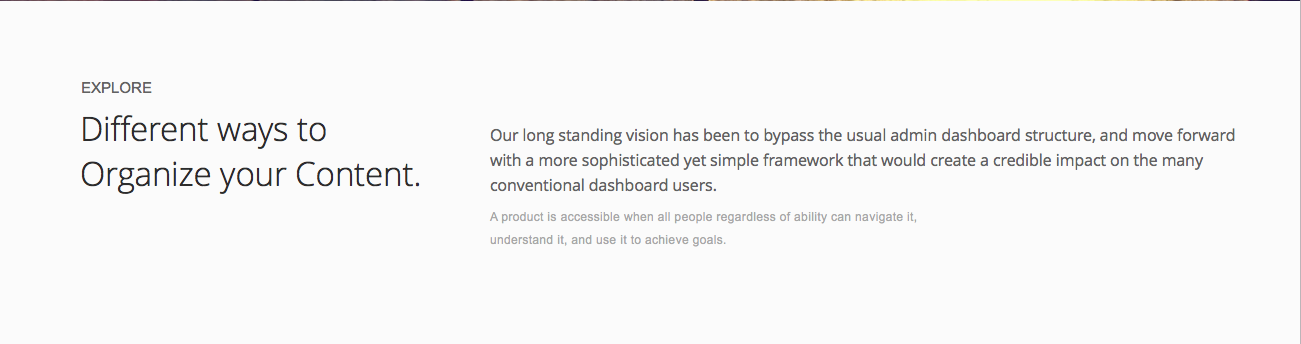 EXPLORE
Different ways to
Organize your Content.
Our long standing vision has been to bypass the usual admin dashboard structure, and move forward
with a more sophisticated yet simple framework that would create a credible impact on the many
conventional dashboard users.
A product is accessible when all people regardless of ability can navigate it,
understand it, and use it to achieve goals.